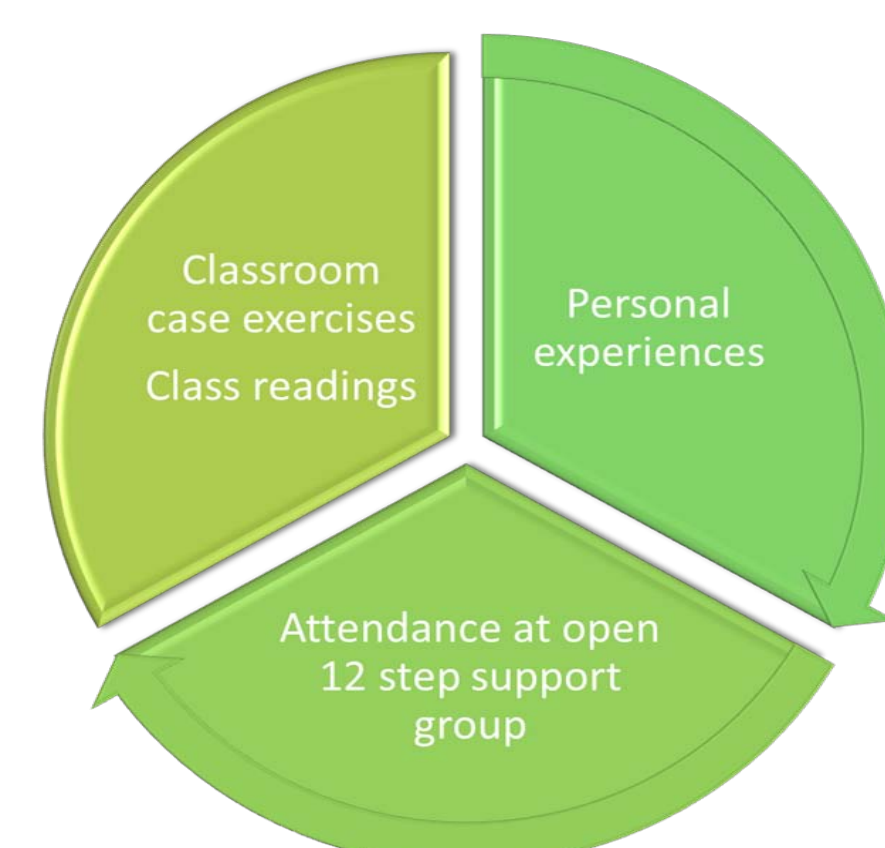 Classroom
case exercises
Class readings
Personal
experiences
Attendance at open
12 step support
group